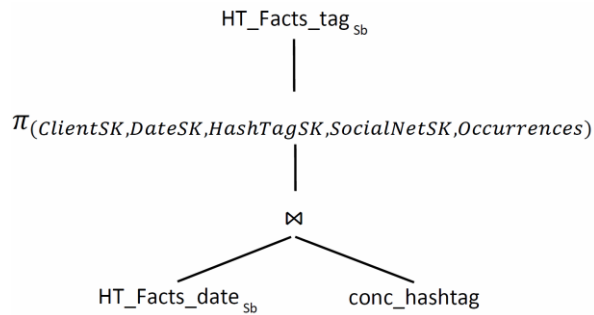 HT_Facts_tag Sb
π(ClientSK,DateSK,HashTagSK,SocialNetSK,Occurrences)
⋈
HT_Facts_date Sb conc_hashtag